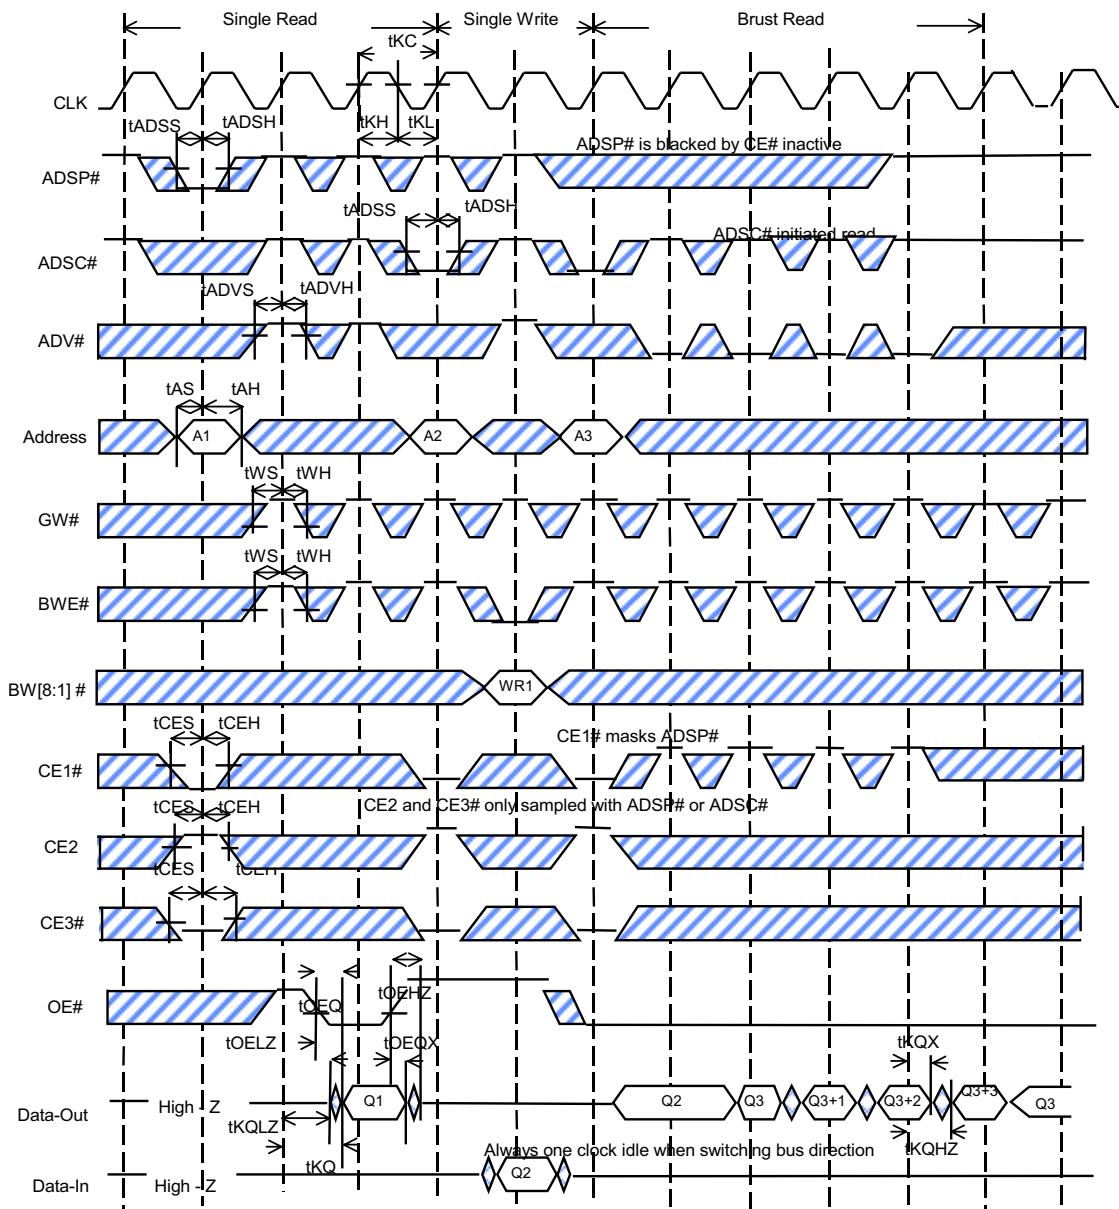 Single Read
Single Write
Brust Read
tKC
CLK
tADSS
tADSH
tKH
tKL
ADSP# is blacked by CE# inactive
ADSP#
tADSS
tADSH
ADSC# initiated read
ADSC#
tADVS
tADVH
ADV#
tAS
tAH
Address
A1
A2
A3
tWS
tWH
GW#
tWS
tWH
BWE#
BW[8:1] #
WR1
tCES
tCEH
CE1# masks ADSP#
CE1#
tCES
tCEH
CE2 and CE3# only sampled with ADSP# or ADSC#
CE2
tCES
tCEH
CE3#
OE#
tOEQ
tOEHZ
tOELZ
tOEQX
tKQX
Data-Out
High - Z
Q1
Q2
Q3
Q3+1
Q3+2
Q3+3
Q3
tKQLZ
tKQHZ
Always one clock idle when switching bus direction
tKQ
Data-In
High - Z
Q2